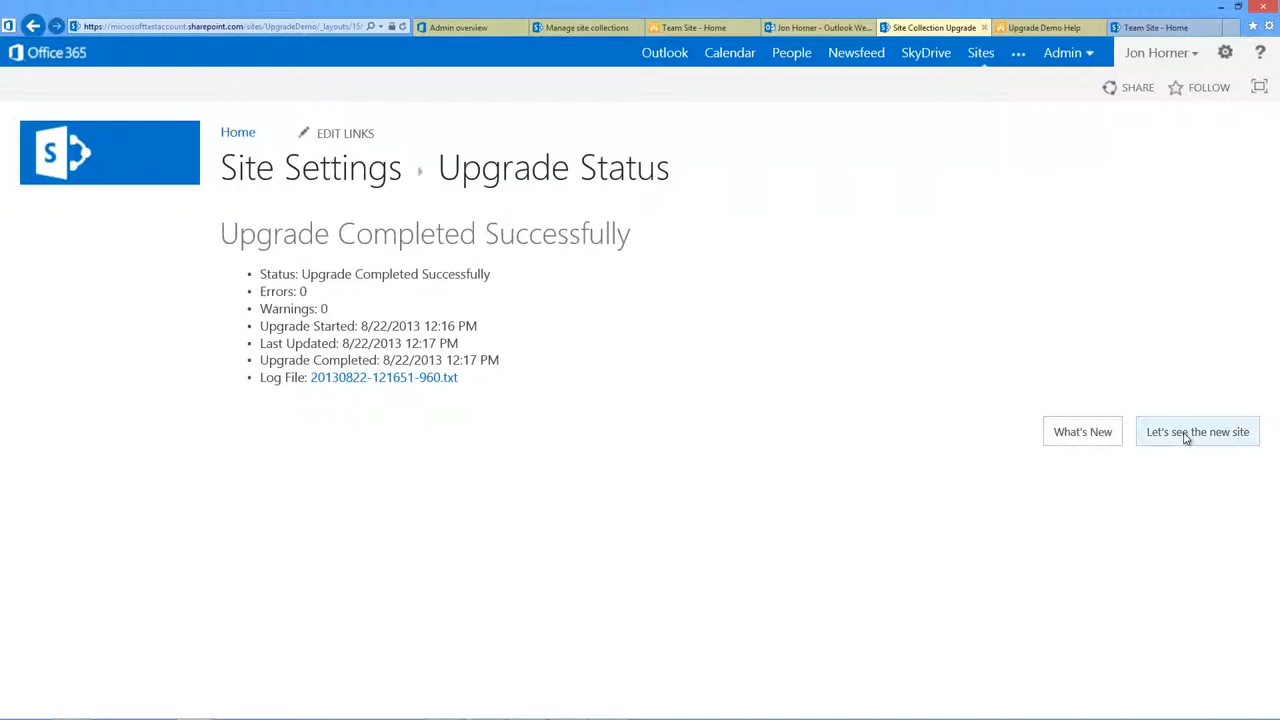 https://microsofttestaccount.sharepoint.com/sites/UpgradeDemo/_layouts/15/
Admin overview
Manage site collections
Team Site - Home
Jon Horner - Outlook We...
Site Collection Upgrade
Upgrade Demo Help
Team Site - Home
Office 365
Outlook Calendar People Newsfeed SkyDrive Sites ... Admin Jon Horner ?
SHARE FOLLOW
S
Home EDIT LINKS
Site Settings ▸ Upgrade Status
Upgrade Completed Successfully
• Status: Upgrade Completed Successfully
• Errors: 0
• Warnings: 0
• Upgrade Started: 8/22/2013 12:16 PM
• Last Updated: 8/22/2013 12:17 PM
• Upgrade Completed: 8/22/2013 12:17 PM
• Log File: 20130822-121651-960.txt
What's New
Let's see the new site